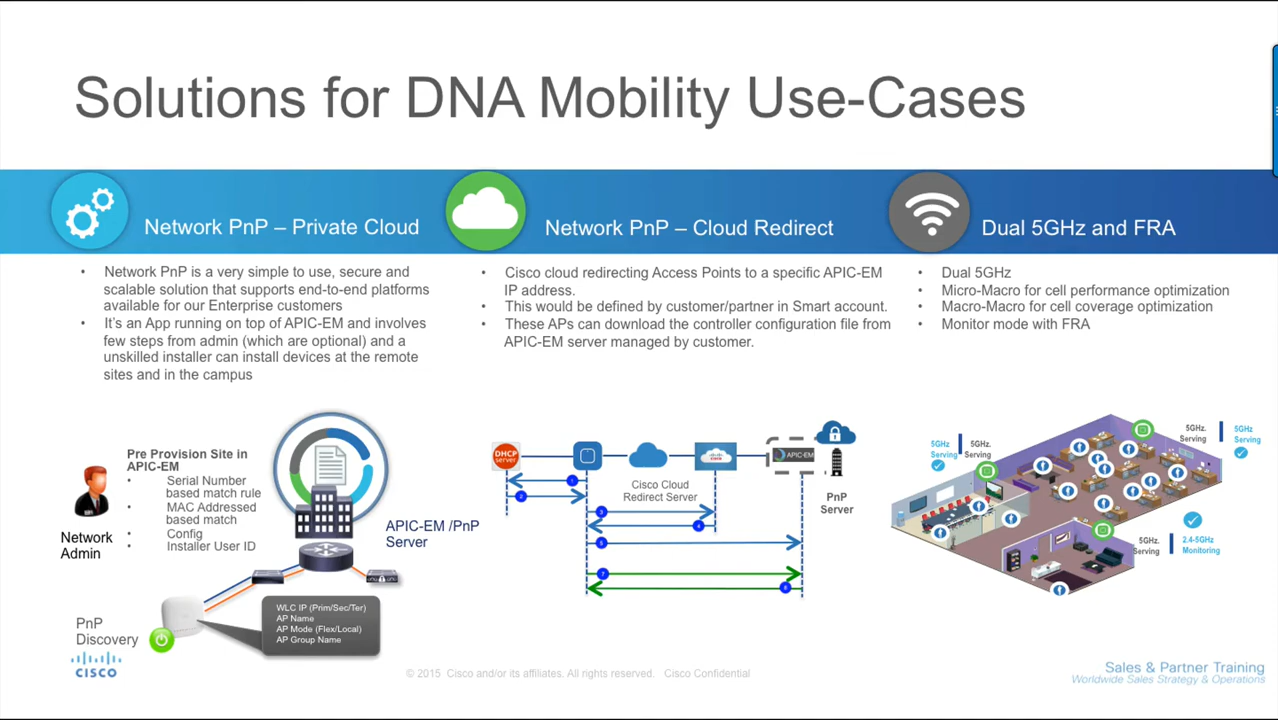 Solutions for DNA Mobility Use-Cases
Network PnP – Private Cloud
• Network PnP is a very simple to use, secure and
scalable solution that supports end-to-end platforms
available for our Enterprise customers
• It’s an App running on top of APIC-EM and involves
few steps from admin (which are optional) and a
unskilled installer can install devices at the remote
sites and in the campus
Network PnP – Cloud Redirect
• Cisco cloud redirecting Access Points to a specific APIC-EM
IP address.
• This would be defined by customer/partner in Smart account.
• These APs can download the controller configuration file from
APIC-EM server managed by customer.
Dual 5GHz and FRA
• Dual 5GHz
• Micro-Macro for cell performance optimization
• Macro-Macro for cell coverage optimization
• Monitor mode with FRA
Pre Provision Site in
APIC-EM
• Serial Number
based match rule
• MAC Addressed
based match
• Config
• Installer User ID
Network
Admin
APIC-EM /PnP
Server
WLC IP (Prim/Sec/Ter)
AP Name
AP Mode (Flex/Local)
AP Group Name
PnP
Discovery
DHCP
server
Cisco Cloud
Redirect Server
APIC-EM
PnP
Server
1
2
3
4
7
5GHz
Serving
5GHz.
Serving
5GHz.
Serving
5GHz
Serving
5GHz.
Serving
2.4-5GHz
Monitoring
CISCO
© 2015 Cisco and/or its affiliates. All rights reserved. Cisco Confidential
Sales & Partner Training
Worldwide Sales Strategy & Operations